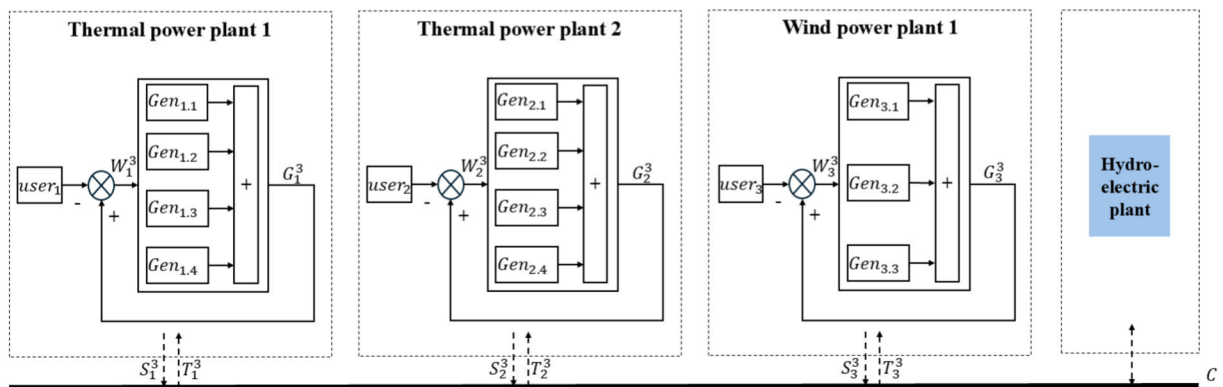 Thermal power plant 1
Thermal power plant 2
Wind power plant 1
Gen₁.₁
Gen₁.₂
Gen₁.₃
Gen₁.₄
+
user₁
-
+
W₁³
G₁³
S₁³
T₁³
Gen₂.₁
Gen₂.₂
Gen₂.₃
Gen₂.₄
+
user₂
-
+
W₂³
G₂³
S₂³
T₂³
Gen₃.₁
Gen₃.₂
Gen₃.₃
+
user₃
-
+
W₃³
G₃³
S₃³
T₃³
Hydro-
electric
plant
C